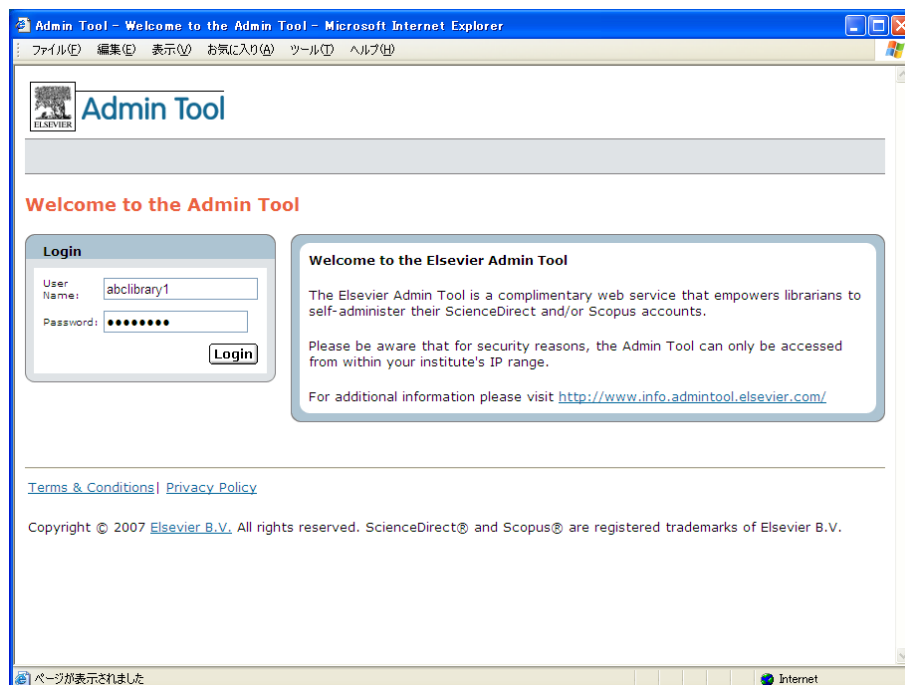 Admin Tool - Welcome to the Admin Tool - Microsoft Internet Explorer
ファイル(F) 編集(E) 表示(V) お気に入り(A) ツール(T) ヘルプ(H)
ELSEVIER
Admin Tool
Welcome to the Admin Tool
Login
User
Name:
abclibrary1
Password:
●●●●●●●●
Login
Welcome to the Elsevier Admin Tool
The Elsevier Admin Tool is a complimentary web service that empowers librarians to
self-administer their ScienceDirect and/or Scopus accounts.
Please be aware that for security reasons, the Admin Tool can only be accessed
from within your institute's IP range.
For additional information please visit http://www.info.admintool.elsevier.com/
Terms & Conditions| Privacy Policy
Copyright © 2007 Elsevier B.V. All rights reserved. ScienceDirect® and Scopus® are registered trademarks of Elsevier B.V.
ページが表示されました
Internet